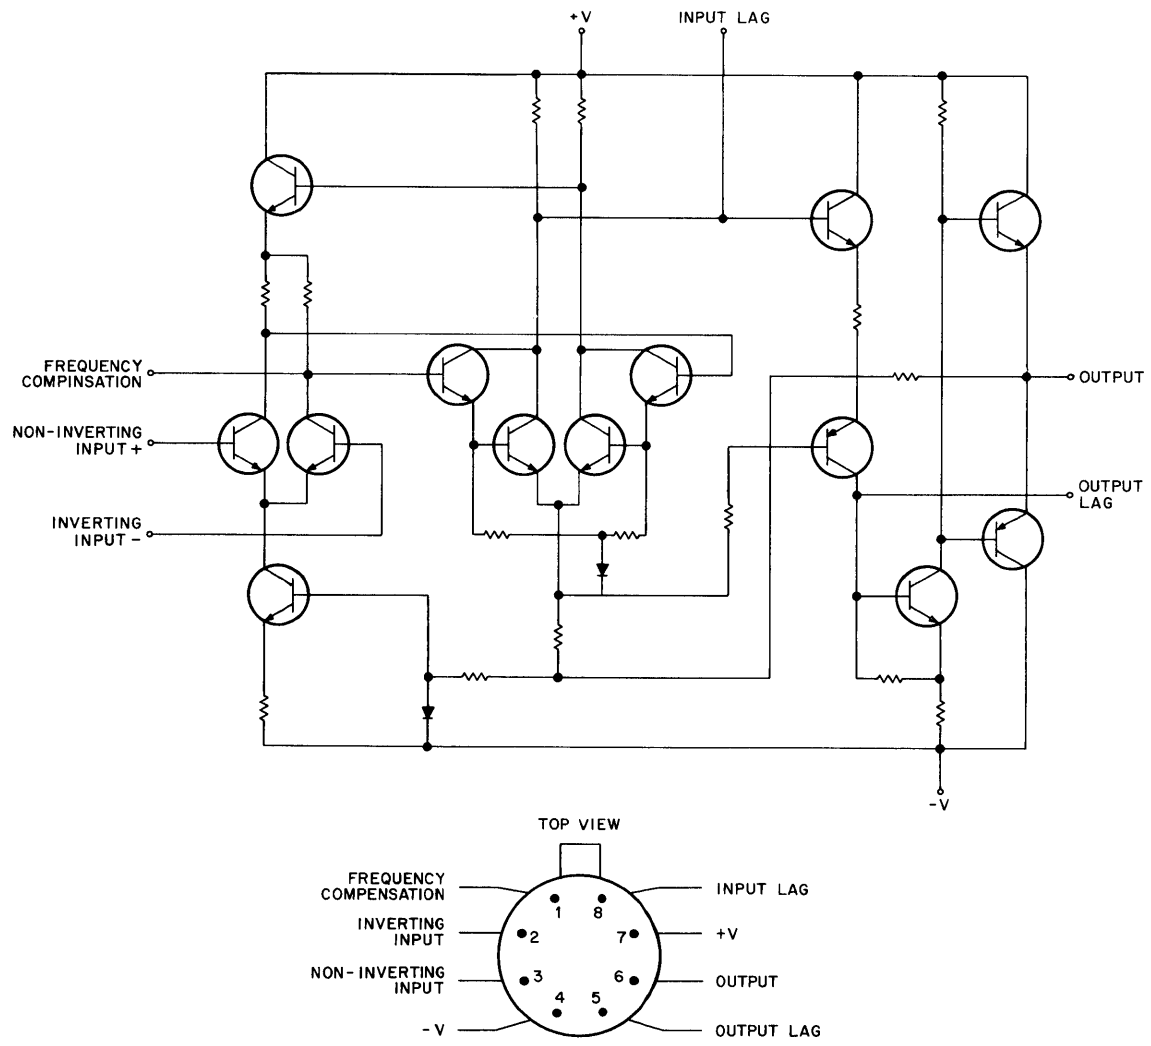 +V
INPUT LAG
FREQUENCY
COMPINSATION
NON-INVERTING
INPUT +
INVERTING
INPUT -
OUTPUT
OUTPUT
LAG
-V
TOP VIEW
FREQUENCY
COMPENSATION
INPUT LAG
1
8
INVERTING
INPUT
2
7
+V
NON-INVERTING
INPUT
3
6
OUTPUT
4
5
-V
OUTPUT LAG